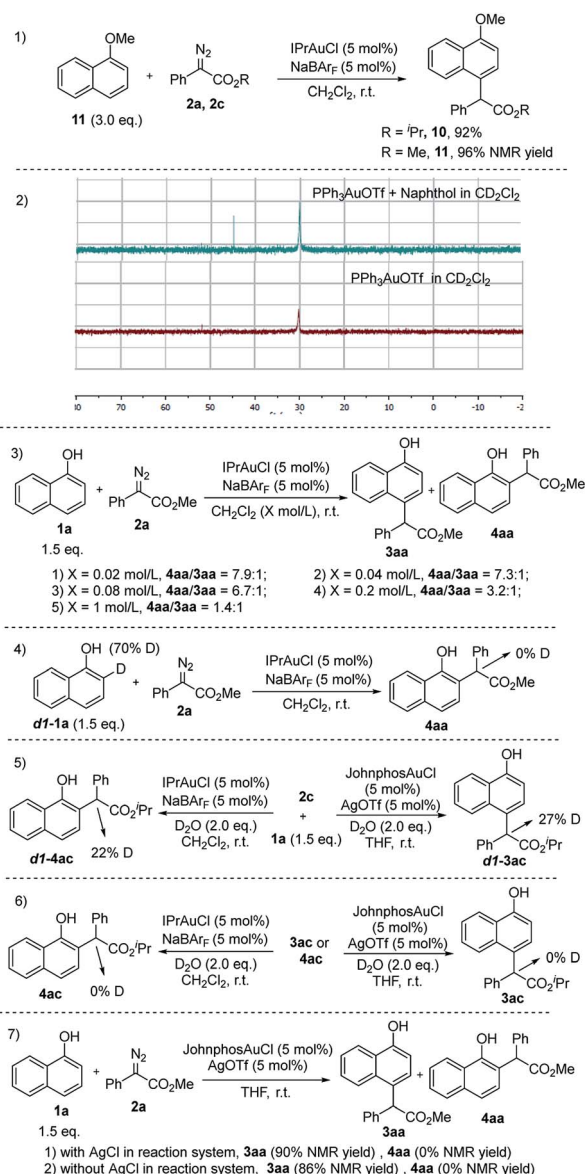 1)
OMe
11 (3.0 eq.)
+
N2
Ph
CO2R
2a, 2c
IPrAuCl (5 mol%)
NaBArF (5 mol%)
CH2Cl2, r.t.
OMe
Ph
CO2R
R = iPr, 10, 92%
R = Me, 11, 96% NMR yield
2)
PPh3AuOTf + Naphthol in CD2Cl2
PPh3AuOTf in CD2Cl2
70 60 50 40 30 20 10 0 -10 -2
3)
OH
1a
1.5 eq.
+
N2
Ph
CO2Me
2a
IPrAuCl (5 mol%)
NaBArF (5 mol%)
CH2Cl2 (X mol/L), r.t.
OH
Ph
CO2Me
3aa
+
OH
Ph
CO2Me
4aa
1) X = 0.02 mol/L, 4aa/3aa = 7.9:1; 2) X = 0.04 mol/L, 4aa/3aa = 7.3:1;
3) X = 0.08 mol/L, 4aa/3aa = 6.7:1; 4) X = 0.2 mol/L, 4aa/3aa = 3.2:1;
5) X = 1 mol/L, 4aa/3aa = 1.4:1
4)
OH (70% D)
D
d1-1a (1.5 eq.)
+
N2
Ph
CO2Me
2a
IPrAuCl (5 mol%)
NaBArF (5 mol%)
CH2Cl2, r.t.
OH
Ph
0% D
CO2Me
4aa
5)
OH
Ph
CO2iPr
d1-4ac
22% D
IPrAuCl (5 mol%)
NaBArF (5 mol%)
D2O (2.0 eq.)
CH2Cl2, r.t.
2c
+
1a (1.5 eq.)
JohnphosAuCl
(5 mol%)
AgOTf (5 mol%)
D2O (2.0 eq.)
THF, r.t.
OH
27% D
Ph
CO2iPr
d1-3ac
6)
OH
Ph
CO2iPr
4ac
0% D
IPrAuCl (5 mol%)
NaBArF (5 mol%)
D2O (2.0 eq.)
CH2Cl2, r.t.
3ac or
4ac
JohnphosAuCl
(5 mol%)
AgOTf (5 mol%)
D2O (2.0 eq.)
THF, r.t.
OH
0% D
Ph
CO2iPr
3ac
7)
OH
1a
1.5 eq.
+
N2
Ph
CO2Me
2a
JohnphosAuCl (5 mol%)
AgOTf (5 mol%)
THF, r.t.
OH
Ph
CO2Me
3aa
+
OH
Ph
CO2Me
4aa
1) with AgCl in reaction system, 3aa (90% NMR yield) , 4aa (0% NMR yield)
2) without AgCl in reaction system, 3aa (86% NMR yield) , 4aa (0% NMR yield)